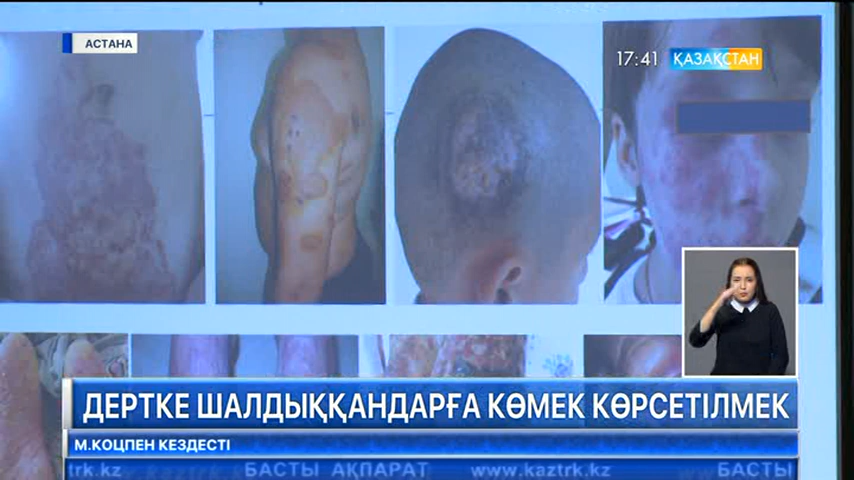 АСТАНА
17:41 ҚАЗАҚСТАН
ДЕРТКЕ ШАЛДЫҚҚАНДАРҒА КӨМЕК КӨРСЕТІЛМЕК
М.КОЦПЕН КЕЗДЕСТІ
trk.kz БАСТЫ АҚПАРАТ www.kaztrk.kz БАСТЫ